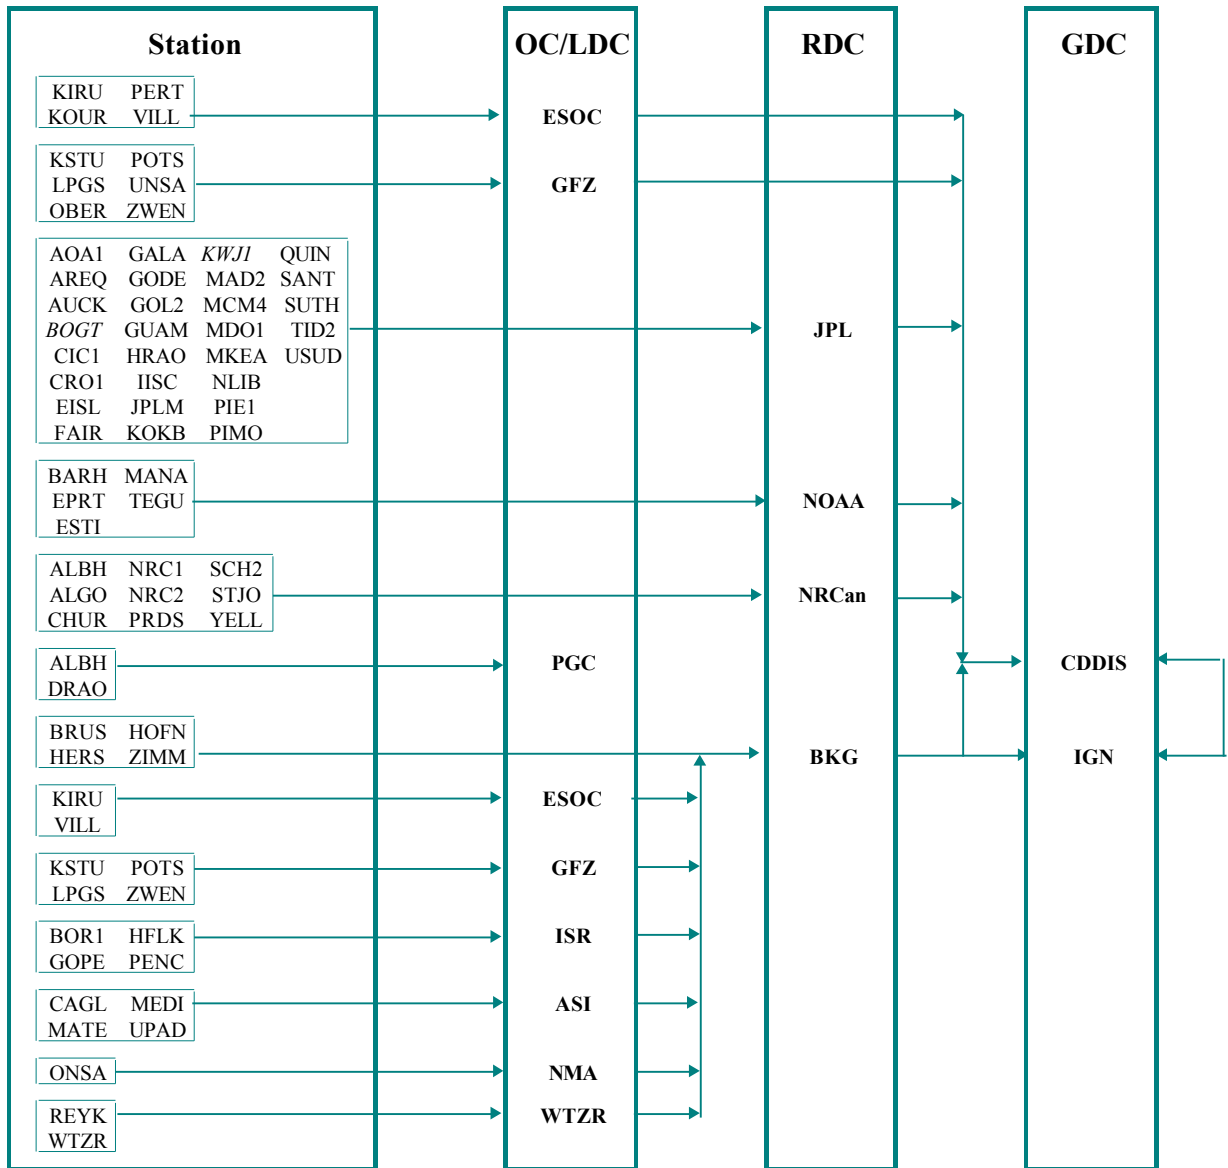 Station OC/LDC RDC GDC
KIRU PERT
KOUR VILL ESOC
KSTU POTS
LPGS UNSA GFZ
OBER ZWEN
AOA1 GALA KWJ1 QUIN
AREQ GODE MAD2 SANT
AUCK GOL2 MCM4 SUTH
BOGT GUAM MDO1 TID2 JPL
CIC1 HRAO MKEA USUD
CRO1 IISC NLIB
EISL JPLM PIE1
FAIR KOKB PIMO
BARH MANA
EPRT TEGU NOAA
ESTI
ALBH NRC1 SCH2
ALGO NRC2 STJO NRCan
CHUR PRDS YELL
ALBH PGC CDDIS
DRAO
BRUS HOFN
HERS ZIMM BKG IGN
KIRU ESOC
VILL
KSTU POTS GFZ
LPGS ZWEN
BOR1 HFLK ISR
GOPE PENC
CAGL MEDI ASI
MATE UPAD
ONSA NMA
REYK WTZR
WTZR